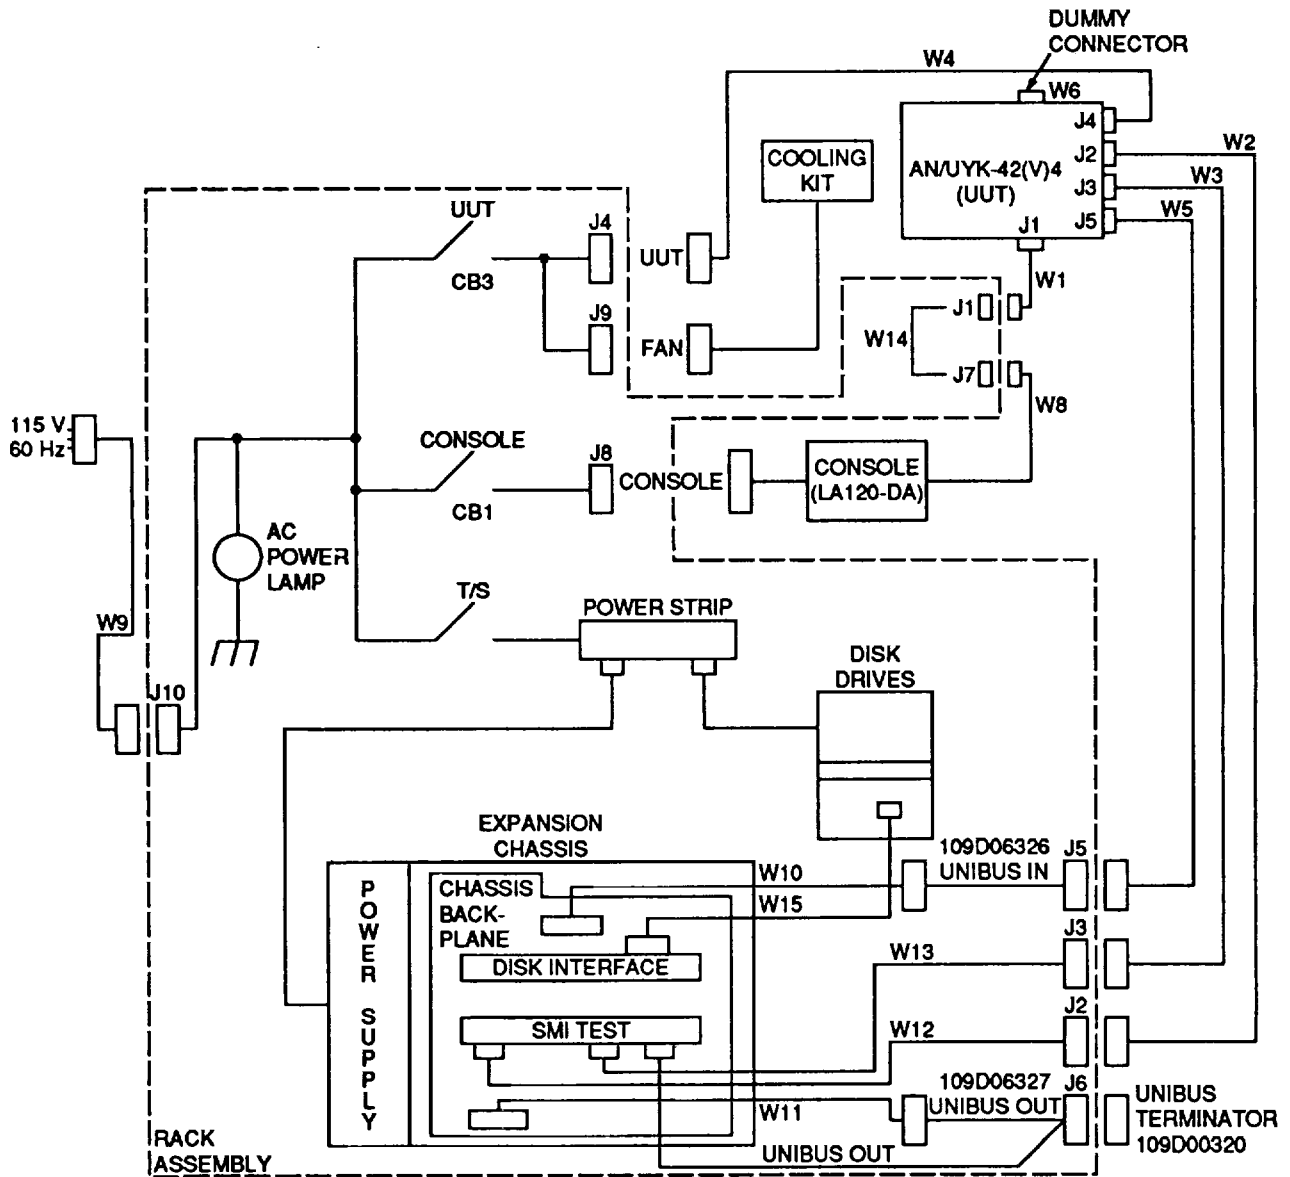 DUMMY
CONNECTOR
W4
W6
J4
J2
W2
AN/UYK-42(V)4
(UUT)
J3
W3
J5
W5
J1
W1
COOLING
KIT
UUT
J4
UUT
CB3
J9
FAN
J1
W14
J7
W8
115 V
60 Hz
CONSOLE
J8
CONSOLE
CONSOLE
(LA120-DA)
CB1
AC
POWER
LAMP
T/S
POWER STRIP
W9
DISK
DRIVES
J10
EXPANSION
CHASSIS
109D06326
UNIBUS IN
J5
POWER SUPPLY
CHASSIS
BACK-
PLANE
W10
W15
DISK INTERFACE
W13
J3
SMI TEST
W12
J2
109D06327
UNIBUS OUT
J6
W11
UNIBUS
TERMINATOR
109D00320
UNIBUS OUT
RACK
ASSEMBLY